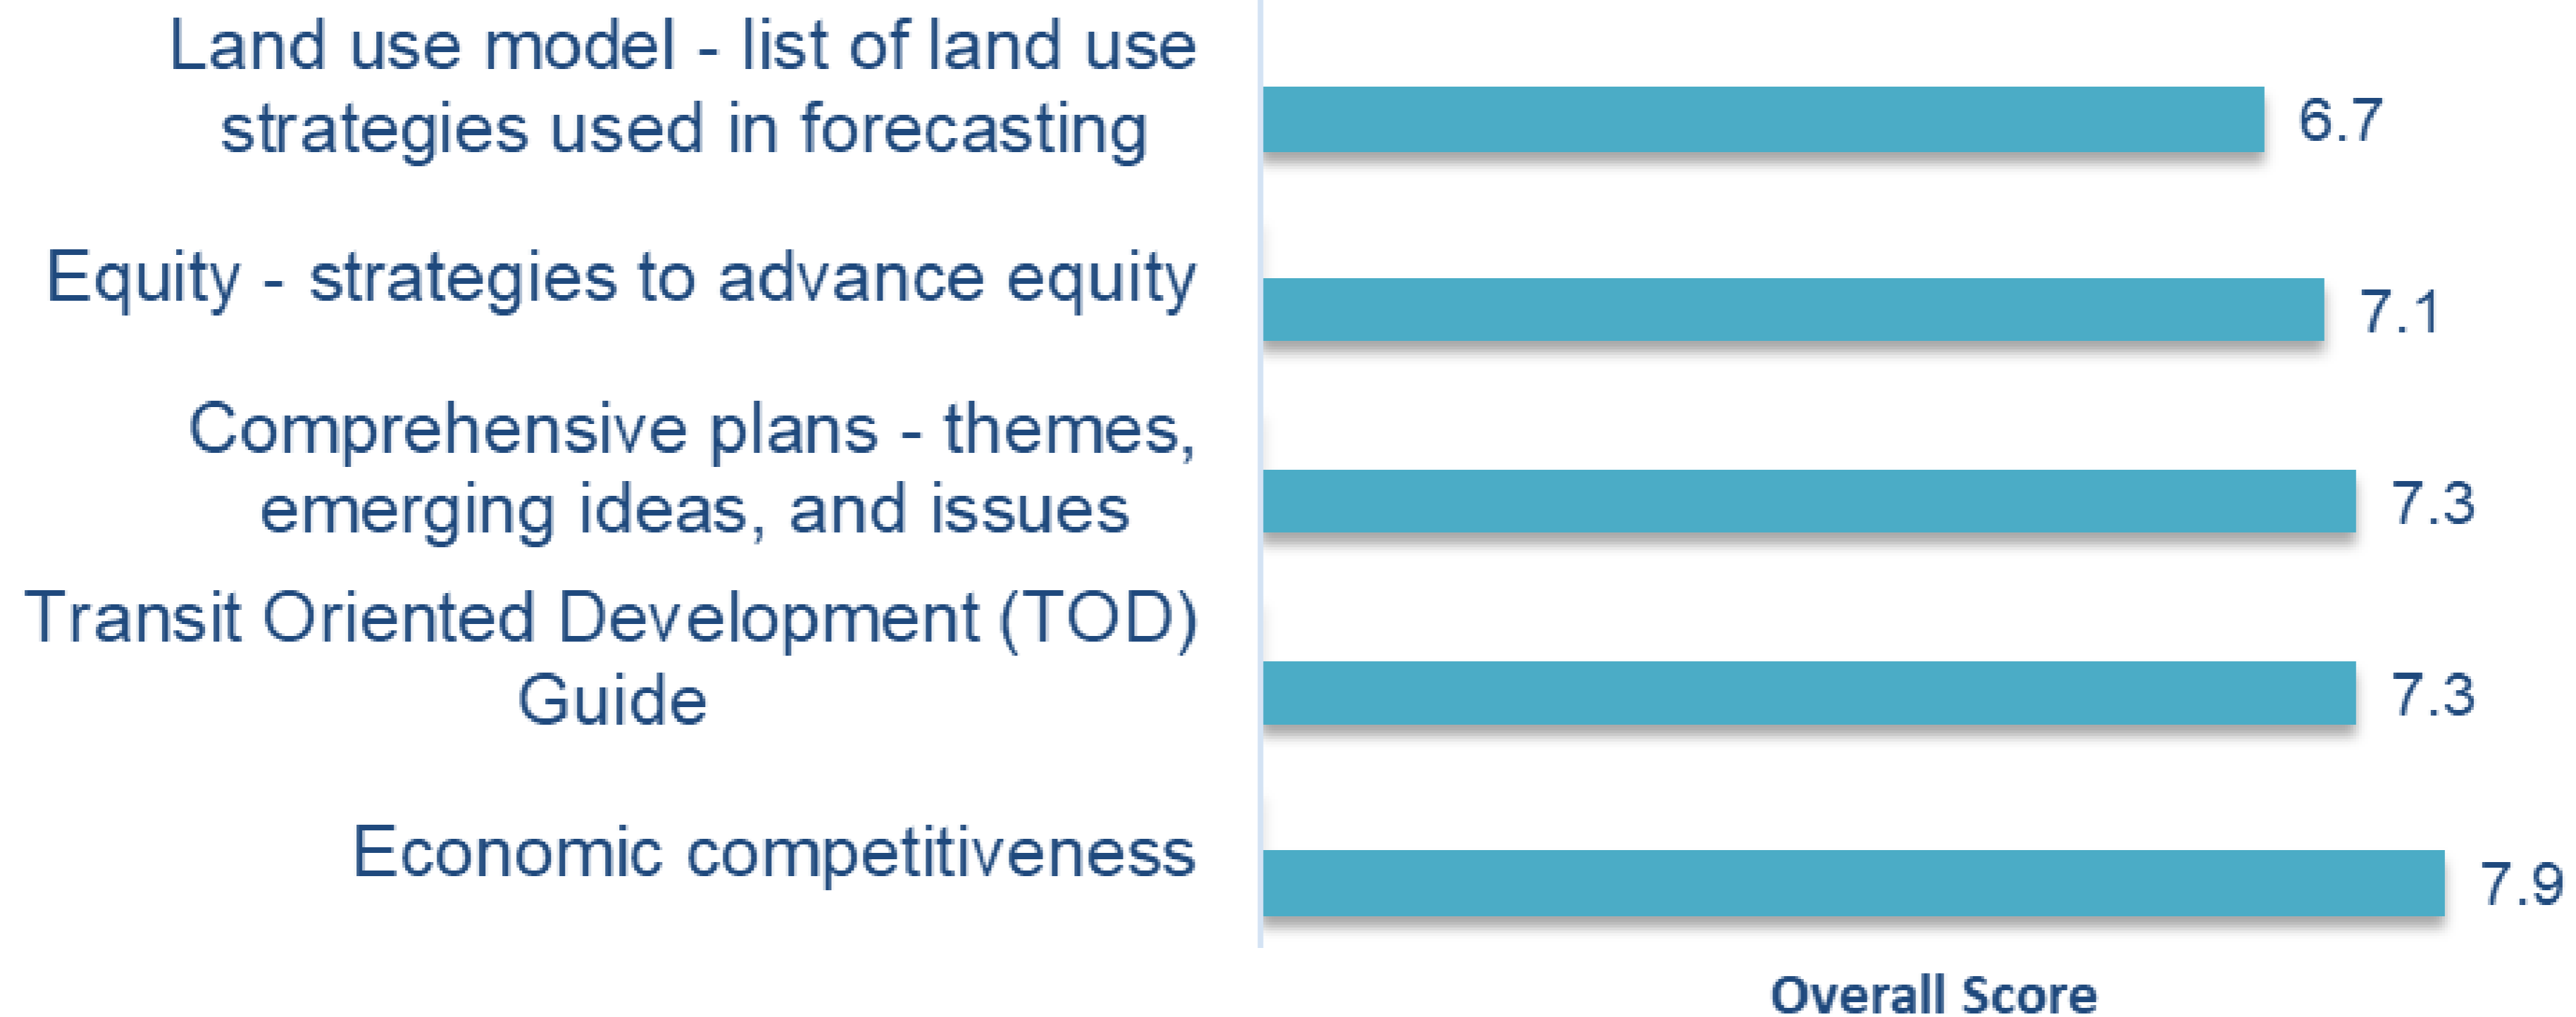 Land use model - list of land use
strategies used in forecasting
6.7
Equity - strategies to advance equity
7.1
Comprehensive plans - themes,
emerging ideas, and issues
7.3
Transit Oriented Development (TOD)
Guide
7.3
Economic competitiveness
7.9
Overall Score